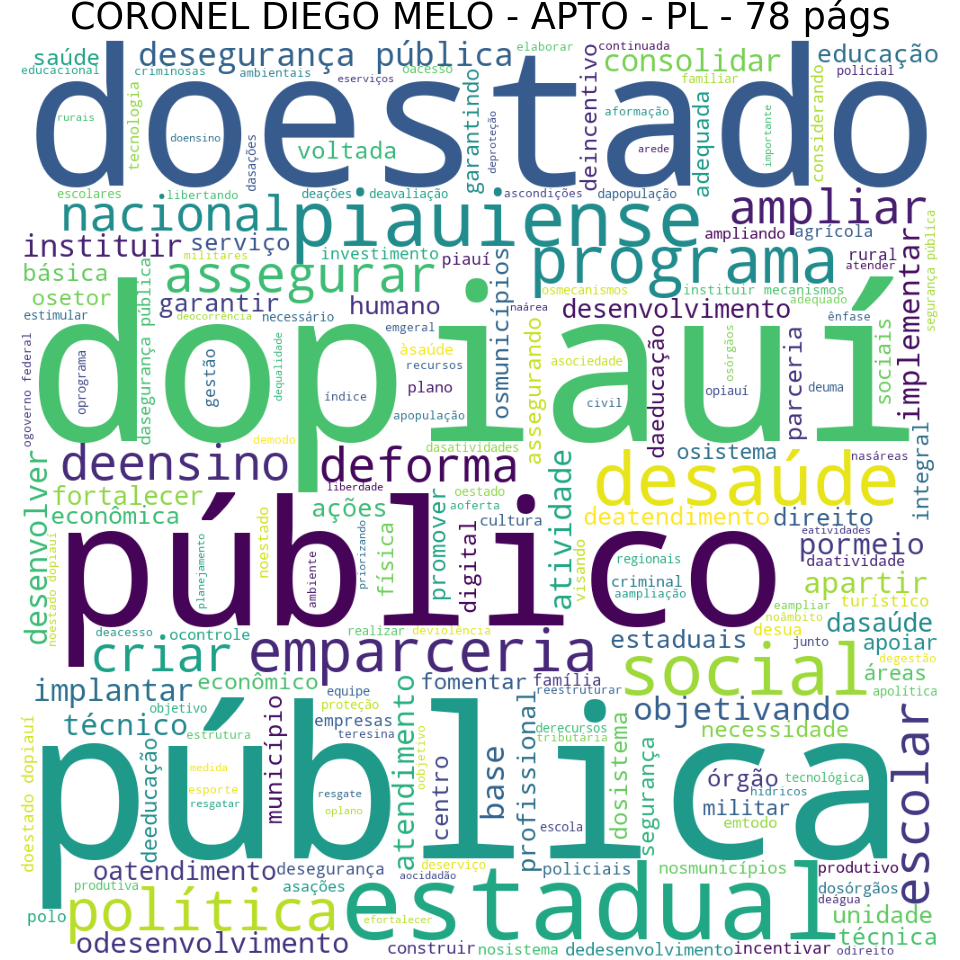 CORONEL DIEGO MELO - APTO - PL - 78 págs
saúde
desegurança pública
elaborar
continuada
consolidar
educação
educacional
criminosas
ambientais
eserviços
oacesso
familiar
policial
doestado
rurais
tecnologia
doensino
dasações
voltada
garantindo
deproteção
deincentivo
aformação
arede
adequada
importante
considerando
escolares
libertando
deações
deavaliação
ascondições
dapopulação
nacional
piauiense
ampliar
instituir
serviço
militares
investimento
piauí
ampliando
agrícola
programa
rural
atender
básica
assegurar
osetor
garantir
humano
osmunicípios
osmecanismos
instituir mecanismos
adequado
desenvolvimento
implementar
segurança pública
estimular
deocorrência
necessário
naárea
ênfase
dopiauí
ogoverno federal
oprograma
dasegurança pública
gestão
dequalidade
índice
emgeral
àsaúde
recursos
plano
apopulação
assegurando
asociedade
civil
daeducação
osórgãos
opiauí
deuma
parceria
sociais
demodo
dasatividades
deensino
deforma
osistema
nasáreas
integral
desaúde
desenvolver
fortalecer
econômica
liberdade
ações
oestado
aoferta
cultura
deatendimento
direito
eatividades
pormeio
daatividade
público
noestado dopiauí
noestado
planejamento
ambiente
priorizando
física
promover
digital
atividade
visando
regionais
criminal
aampliação
apartir
turístico
eampliar
noâmbito
dasaúde
deacesso
ocontrole
realizar
deviolência
estaduais
desua
junto
apoiar
degestão
criar
emparceria
social
áreas
apolítica
implantar
econômico
fomentar
família
reestruturar
objetivo
equipe
proteção
técnico
estrutura
município
empresas
teresina
atendimento
oobjetivo
objetivando
derecursos
tributária
necessidade
pública
doestado dopiauí
deeducação
medida
esporte
resgatar
resgate
oplano
centro
base
profissional
escola
dosistema
segurança
órgão
tecnológica
hídricos
militar
emtodo
escolar
oatendimento
desegurança
deserviço
policiais
nosmunicípios
produtivo
produtiva
asações
aocidadão
dosórgãos
deágua
polo
política
efortalecer
estadual
unidade
técnica
odesenvolvimento
construir
nosistema
dedesenvolvimento
incentivar
odireito